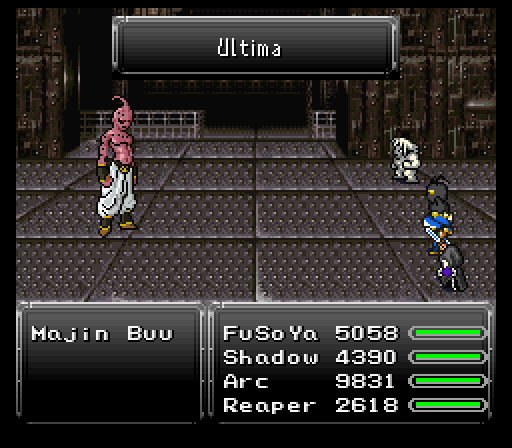 Ultima
Majin Buu
FuSoYa 5058
Shadow 4390
Arc 9831
Reaper 2618